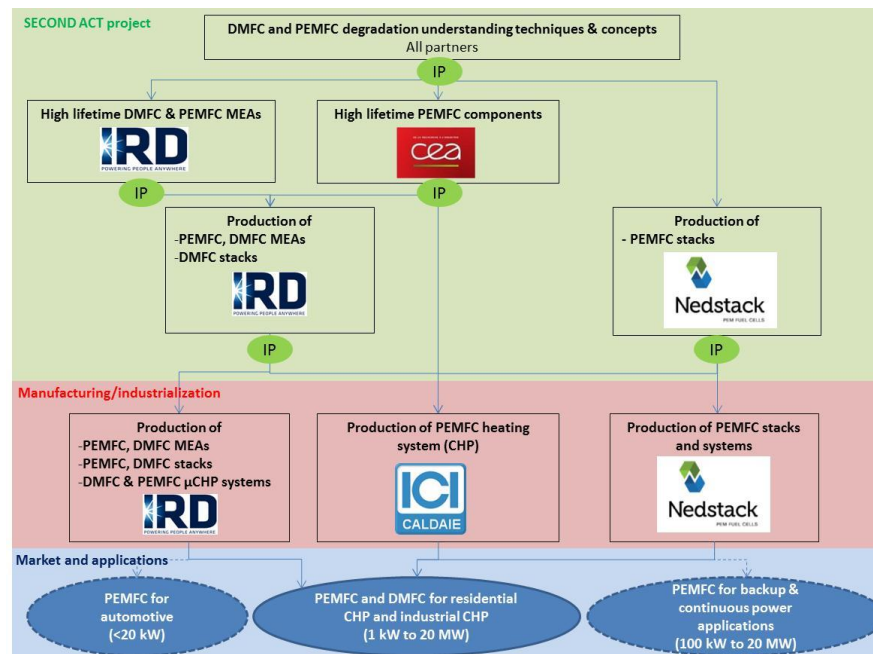 SECOND ACT project
DMFC and PEMFC degradation understanding techniques & concepts
All partners
IP
High lifetime DMFC & PEMFC MEAs
IRD
POWERING PEOPLE ANYWHERE
High lifetime PEMFC components
cea
IP
IP
Production of
-PEMFC, DMFC MEAs
-DMFC stacks
IRD
POWERING PEOPLE ANYWHERE
Production of
- PEMFC stacks
Nedstack
PEM FUEL CELLS
IP
IP
Manufacturing/industrialization
Production of
-PEMFC, DMFC MEAs
-PEMFC, DMFC stacks
-DMFC & PEMFC µCHP systems
IRD
POWERING PEOPLE ANYWHERE
Production of PEMFC heating
system (CHP)
ICI
CALDAIE
Production of PEMFC stacks
and systems
Nedstack
PEM FUEL CELLS
Market and applications
PEMFC for
automotive
(<20 kW)
PEMFC and DMFC for residential
CHP and industrial CHP
(1 kW to 20 MW)
PEMFC for backup &
continuous power
applications
(100 kW to 20 MW)